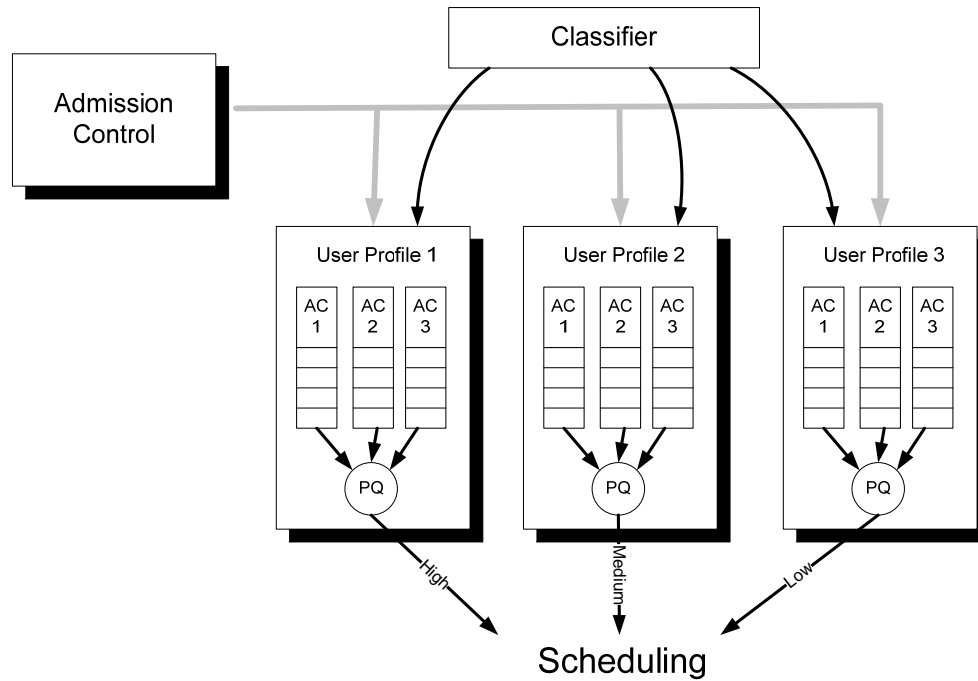 Classifier
Admission
Control
User Profile 1
AC
1
AC
2
AC
3
PQ
User Profile 2
AC
1
AC
2
AC
3
PQ
User Profile 3
AC
1
AC
2
AC
3
PQ
High
Medium
Low
Scheduling